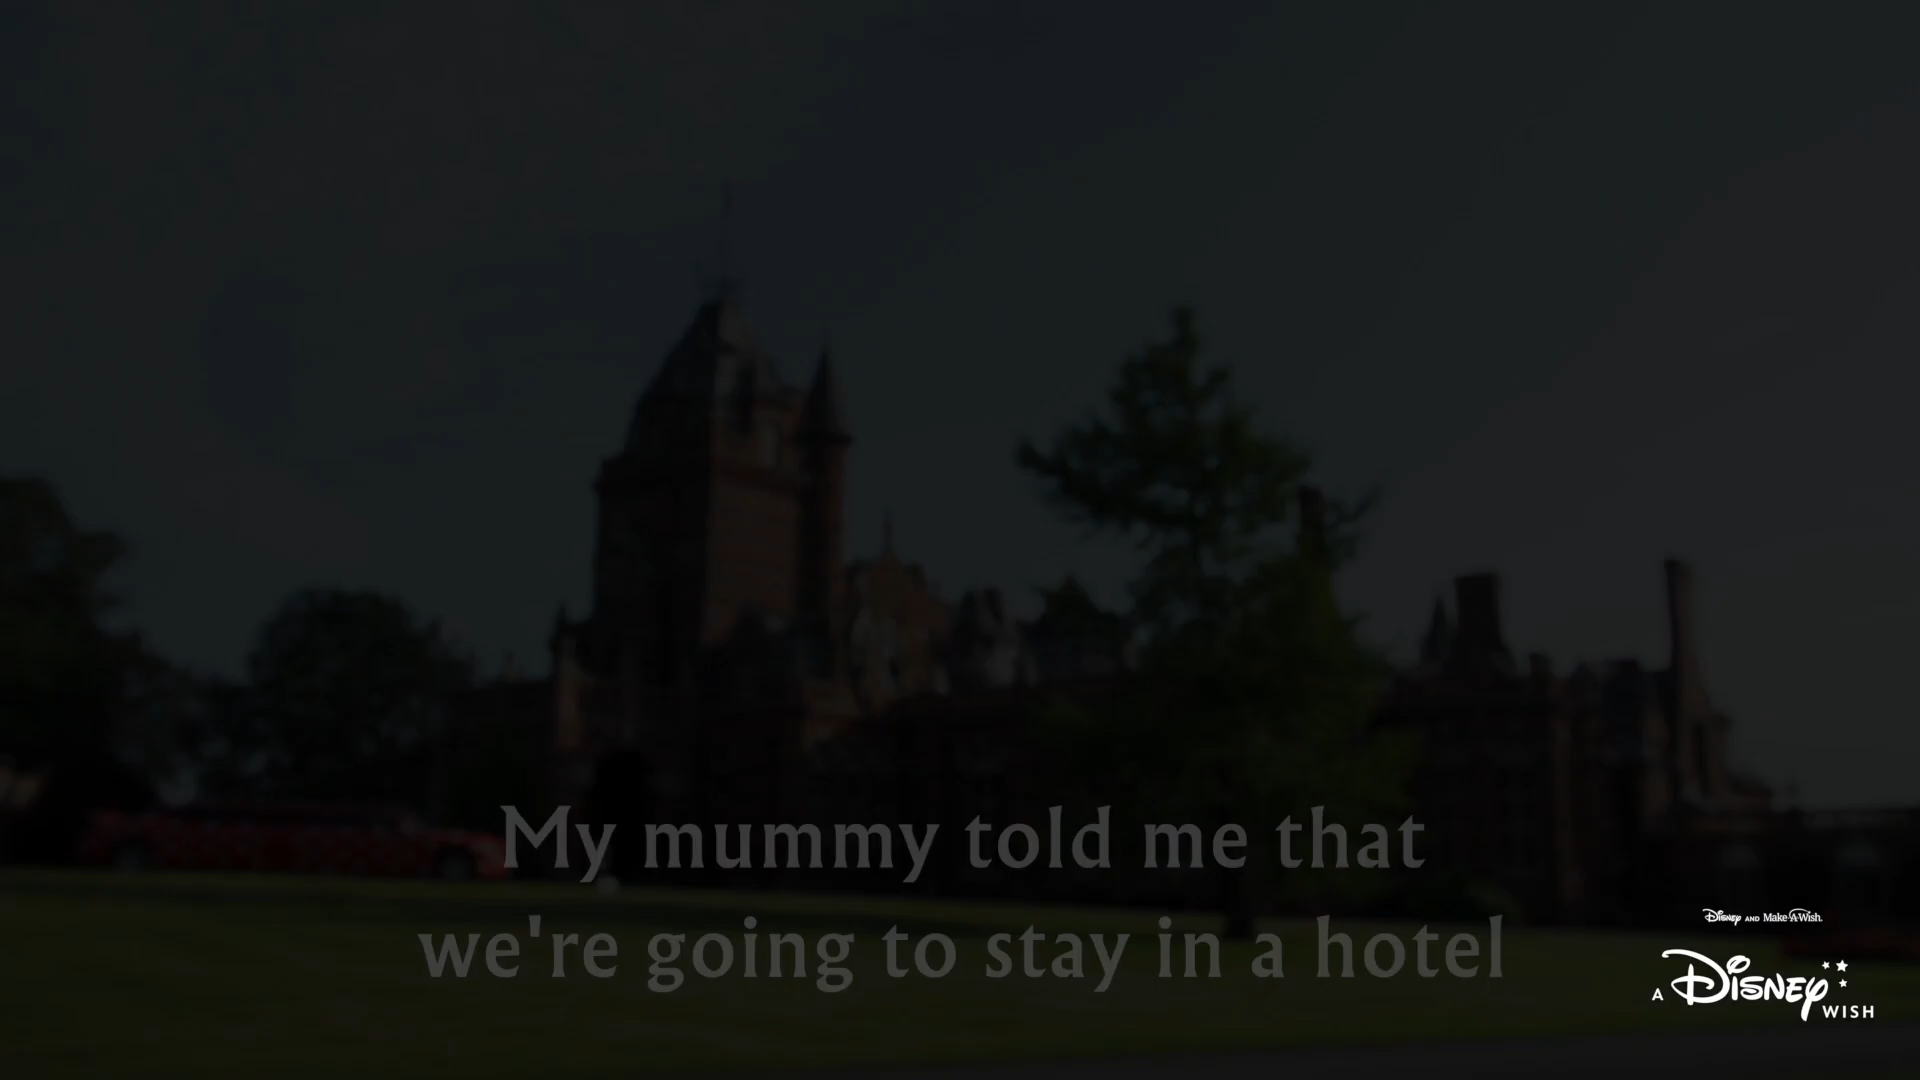 My mummy told me that
we're going to stay in a hotel
Disney AND Make-A-Wish.
A Disney WISH